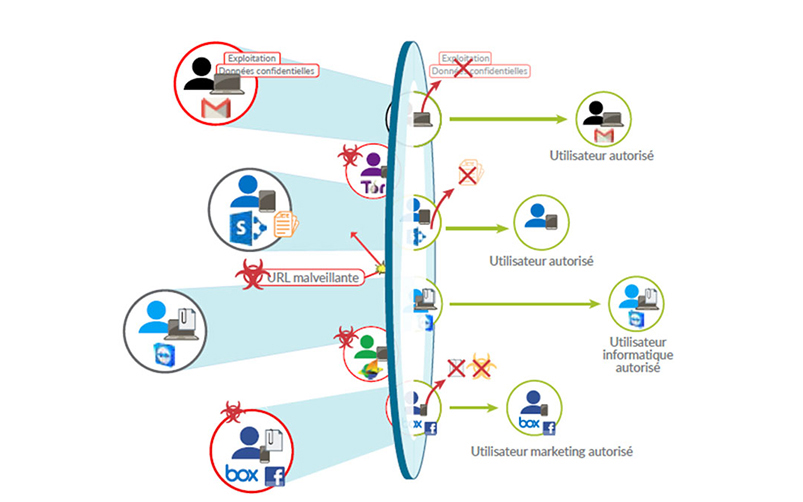 Exploitation
Données confidentielles
Exploitation
Données confidentielles
Utilisateur autorisé
Tor
S
Utilisateur autorisé
URL malveillante
Utilisateur
informatique
autorisé
box
f
box
f
Utilisateur marketing autorisé